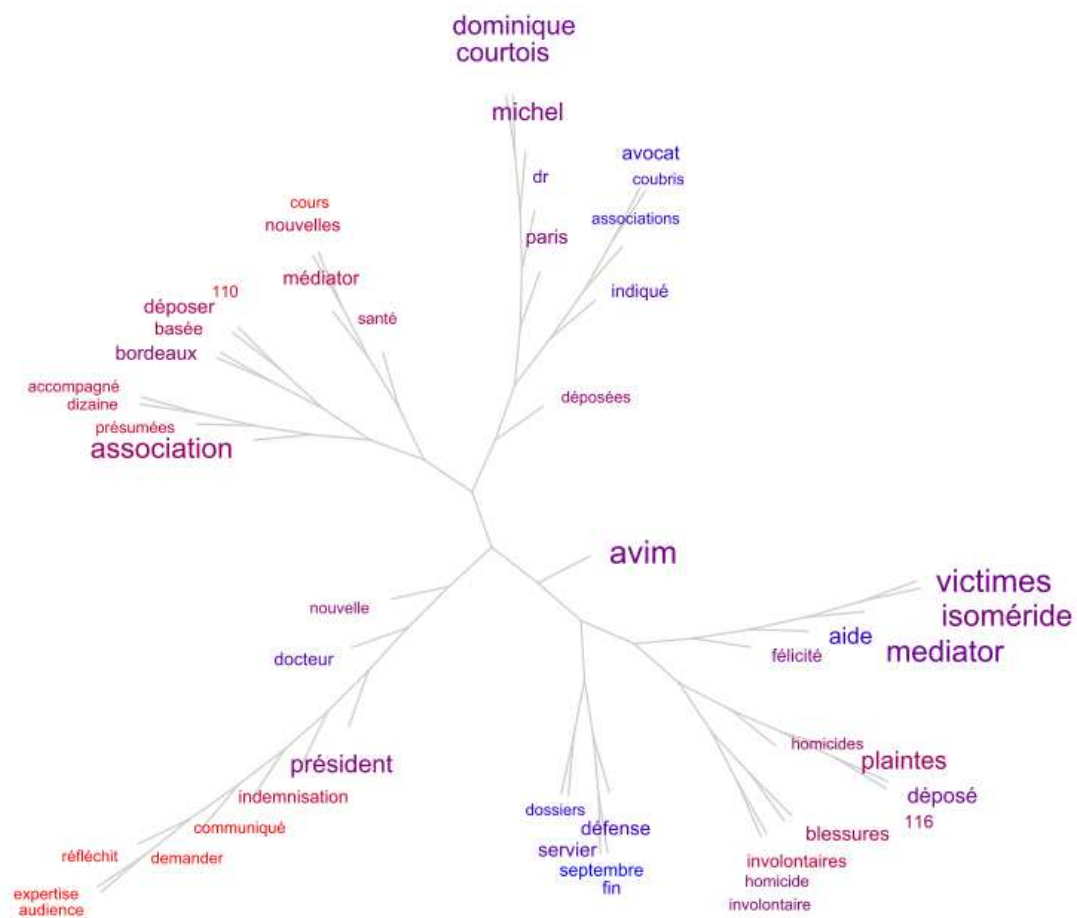 dominique
courtois
michel
avocat
dr
coubris
cours
associations
nouvelles
paris
médiator
110
indiqué
déposer
santé
basée
bordeaux
accompagné
déposées
dizaine
présumées
association
avim
victimes
nouvelle
isoméride
aide
docteur
félicité
mediator
homicides
président
plaintes
indemnisation
déposé
dossiers
116
communiqué
défense
blessures
servier
réfléchit
demander
involontaires
septembre
homicide
fin
expertise
involontaire
audience